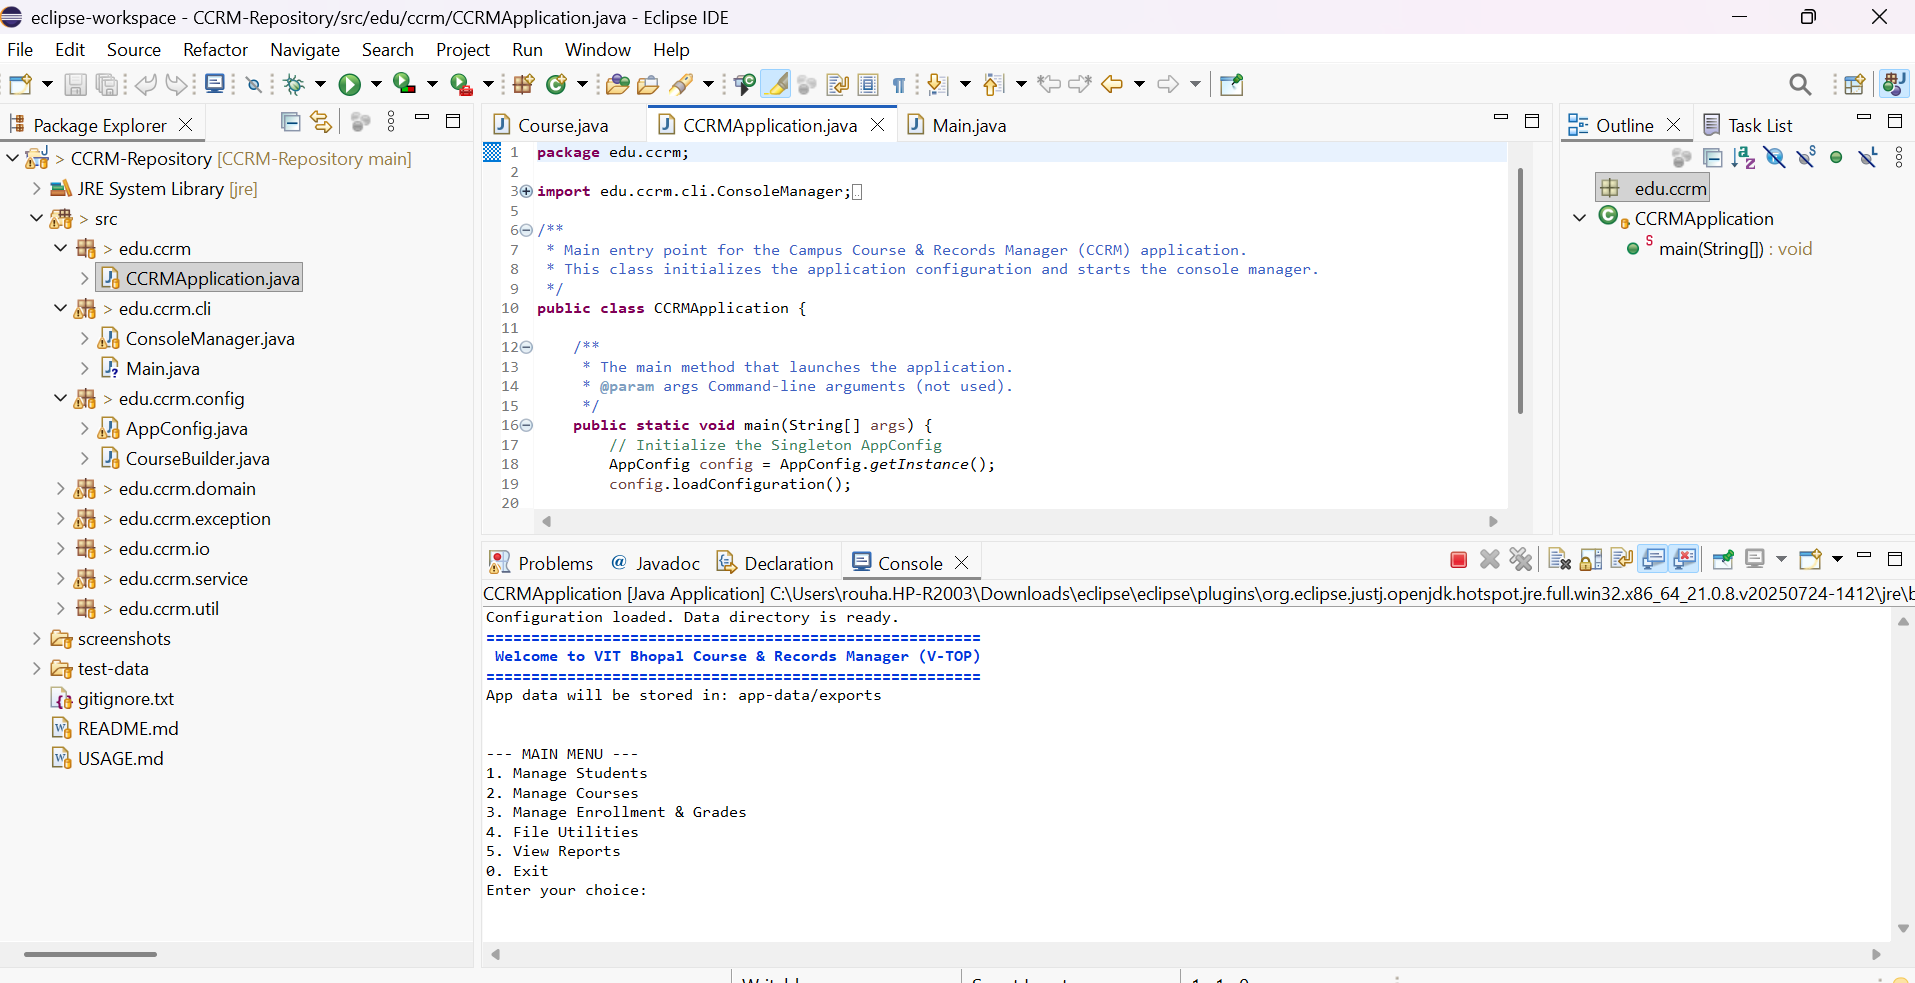 eclipse-workspace - CCRM-Repository/src/edu/ccrm/CCRMApplication.java - Eclipse IDE
File Edit Source Refactor Navigate Search Project Run Window Help
Package Explorer
CCRM-Repository [CCRM-Repository main]
JRE System Library [jre]
> src
> edu.ccrm
CCRMApplication.java
> edu.ccrm.cli
ConsoleManager.java
Main.java
> edu.ccrm.config
AppConfig.java
CourseBuilder.java
> edu.ccrm.domain
> edu.ccrm.exception
> edu.ccrm.io
> edu.ccrm.service
> edu.ccrm.util
screenshots
test-data
gitignore.txt
README.md
USAGE.md
Course.java CCRMApplication.java Main.java
1 package edu.ccrm;
2
3 import edu.ccrm.cli.ConsoleManager;
5
6 /**
7 * Main entry point for the Campus Course & Records Manager (CCRM) application.
8 * This class initializes the application configuration and starts the console manager.
9 */
10 public class CCRMApplication {
11
12 /**
13 * The main method that launches the application.
14 * @param args Command-line arguments (not used).
15 */
16 public static void main(String[] args) {
17 // Initialize the Singleton AppConfig
18 AppConfig config = AppConfig.getInstance();
19 config.loadConfiguration();
20
Outline Task List
edu.ccrm
CCRMApplication
main(String[]) : void
Problems Javadoc Declaration Console
CCRMApplication [Java Application] C:\Users\rouha.HP-R2003\Downloads\eclipse\eclipse\plugins\org.eclipse.justj.openjdk.hotspot.jre.full.win32.x86_64_21.0.8.v20250724-1412\jre\b
Configuration loaded. Data directory is ready.
=======================================================
Welcome to VIT Bhopal Course & Records Manager (V-TOP)
=======================================================
App data will be stored in: app-data/exports
--- MAIN MENU ---
1. Manage Students
2. Manage Courses
3. Manage Enrollment & Grades
4. File Utilities
5. View Reports
0. Exit
Enter your choice: